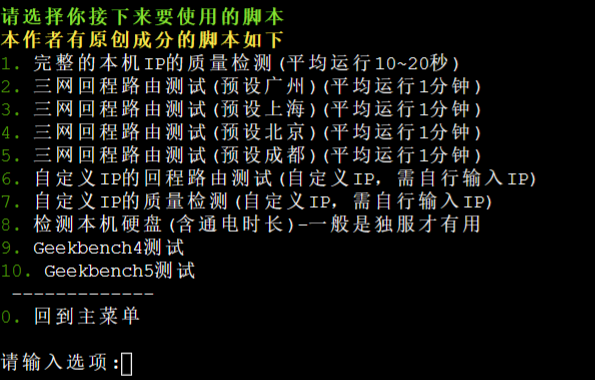 请选择你接下来要使用的脚本
本作者有原创成分的脚本如下
1. 完整的本机IP的质量检测(平均运行10~20秒)
2. 三网回程路由测试(预设广州)(平均运行1分钟)
3. 三网回程路由测试(预设上海)(平均运行1分钟)
4. 三网回程路由测试(预设北京)(平均运行1分钟)
5. 三网回程路由测试(预设成都)(平均运行1分钟)
6. 自定义IP的回程路由测试(自定义IP，需自行输入IP)
7. 自定义IP的质量检测(自定义IP，需自行输入IP)
8. 检测本机硬盘(含通电时长)-一般是独服才有用
9. Geekbench4测试
10. Geekbench5测试
-------------
0. 回到主菜单
请输入选项: